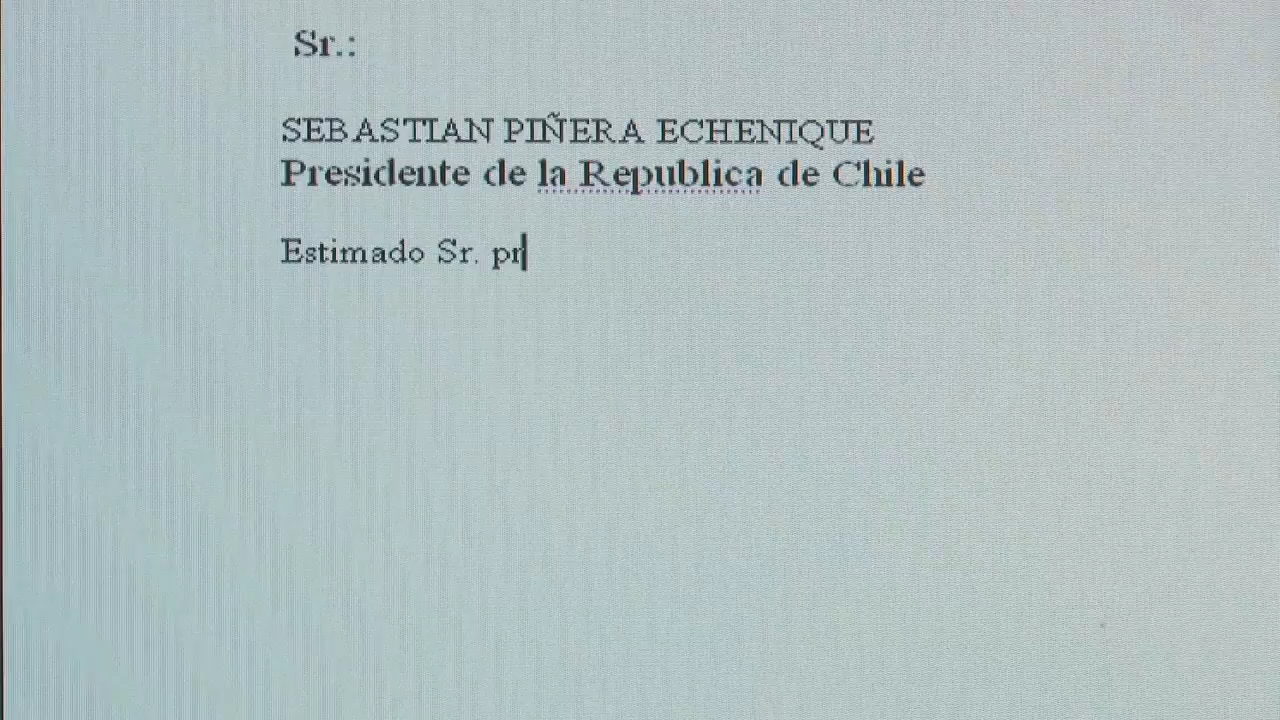 Sr.:
SEBASTIAN PIÑERA ECHENIQUE
Presidente de la Republica de Chile
Estimado Sr. pr